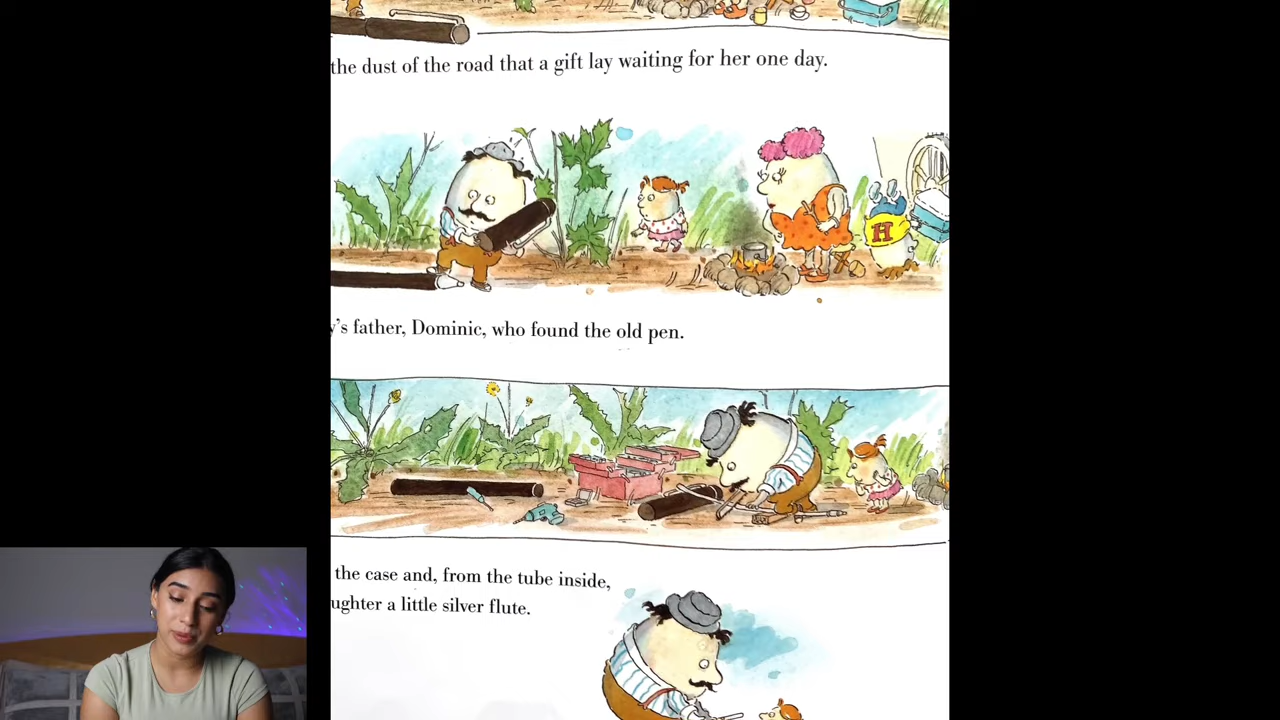 the dust of the road that a gift lay waiting for her one day.
H
y's father, Dominic, who found the old pen.
the case and, from the tube inside,
ughter a little silver flute.